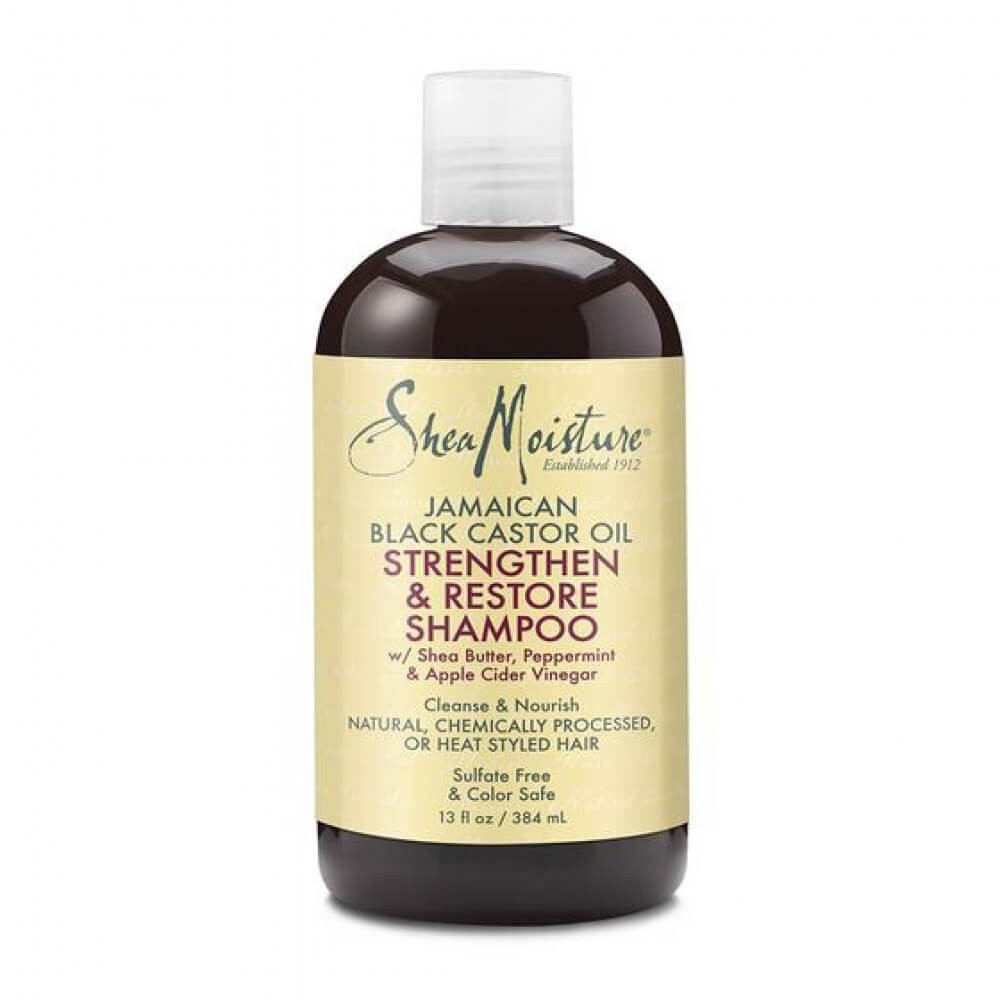 SheaMoisture®
Established 1912
JAMAICAN
BLACK CASTOR OIL
STRENGTHEN
& RESTORE
SHAMPOO
w/ Shea Butter, Peppermint
& Apple Cider Vinegar
Cleanse & Nourish
NATURAL, CHEMICALLY PROCESSED,
OR HEAT STYLED HAIR
Sulfate Free
& Color Safe
13 fl oz / 384 mL